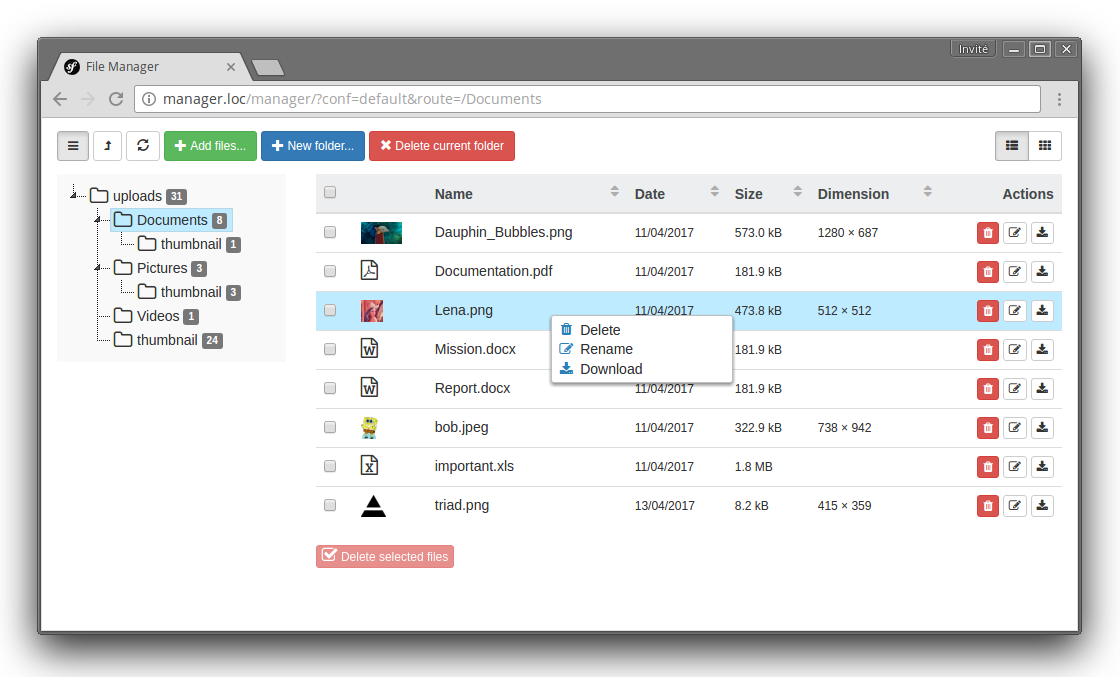 Invité
File Manager
manager.loc/manager/?conf=default&route=/Documents
Add files... New folder... Delete current folder
uploads 31
Documents 8
thumbnail 1
Pictures 3
thumbnail 3
Videos 1
thumbnail 24
Name Date Size Dimension Actions
Dauphin_Bubbles.png 11/04/2017 573.0 kB 1280 × 687
Documentation.pdf 11/04/2017 181.9 kB
Lena.png 11/04/2017 473.8 kB 512 × 512
Delete
Rename
Download
Mission.docx 181.9 kB
Report.docx 11/04/2017 181.9 kB
bob.jpeg 11/04/2017 322.9 kB 738 × 942
important.xls 11/04/2017 1.8 MB
triad.png 13/04/2017 8.2 kB 415 × 359
Delete selected files